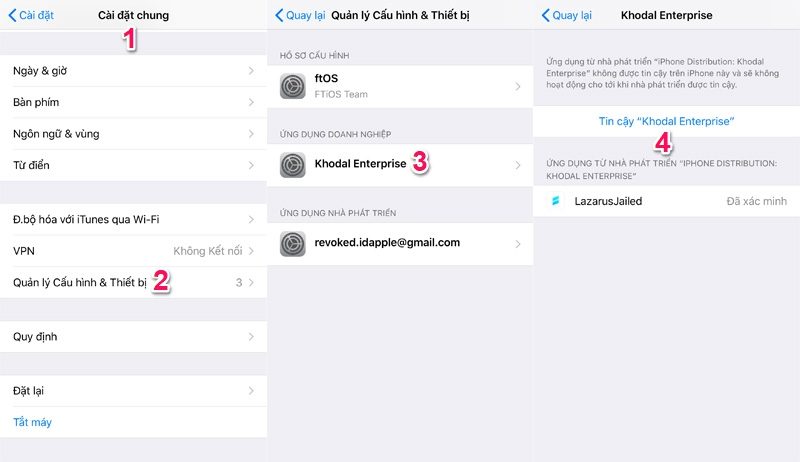 Cài đặt
Cài đặt chung
1
Ngày & giờ
Bàn phím
Ngôn ngữ & vùng
Từ điển
Đ.bộ hóa với iTunes qua Wi-Fi
VPN
Không Kết nối
Quản lý Cấu hình & Thiết bị
2
3
Quy định
Đặt lại
Tắt máy
Quay lại
Quản lý Cấu hình & Thiết bị
HỒ SƠ CẤU HÌNH
ftOS
FTiOS Team
ỨNG DỤNG DOANH NGHIỆP
Khodal Enterprise
3
ỨNG DỤNG NHÀ PHÁT TRIỂN
revoked.idapple@gmail.com
Quay lại
Khodal Enterprise
Ứng dụng từ nhà phát triển “iPhone Distribution: Khodal
Enterprise” không được tin cậy trên iPhone này và sẽ không
hoạt động cho tới khi nhà phát triển được tin cậy.
Tin cậy “Khodal Enterprise”
4
ỨNG DỤNG TỪ NHÀ PHÁT TRIỂN “IPHONE DISTRIBUTION:
KHODAL ENTERPRISE”
LazarusJailed
Đã xác minh